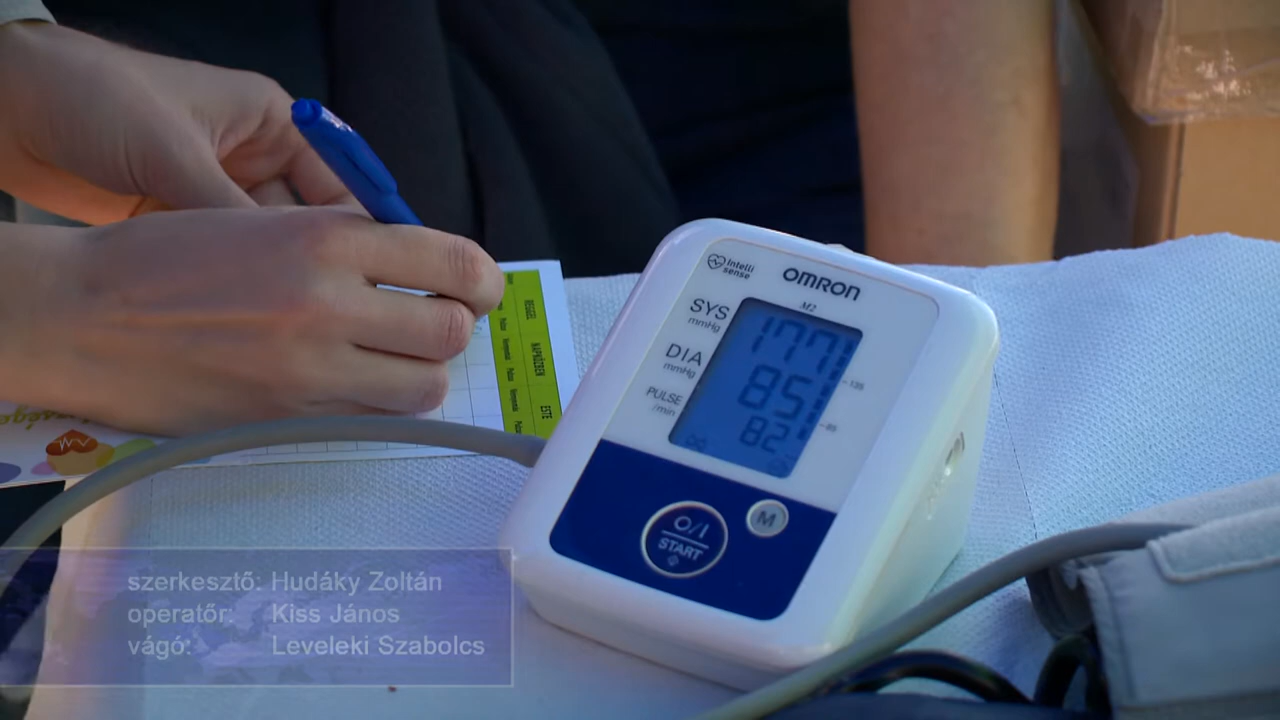 intelli
sense
OMRON
M2
SYS
mmHg
177
DIA
mmHg
85
135
85
PULSE
/min
82
O/I
START
M
REGGEL
NAPKÖZBEN
ESTE
szerkesztő: Hudáky Zoltán
operatőr: Kiss János
vágó: Leveleki Szabolcs